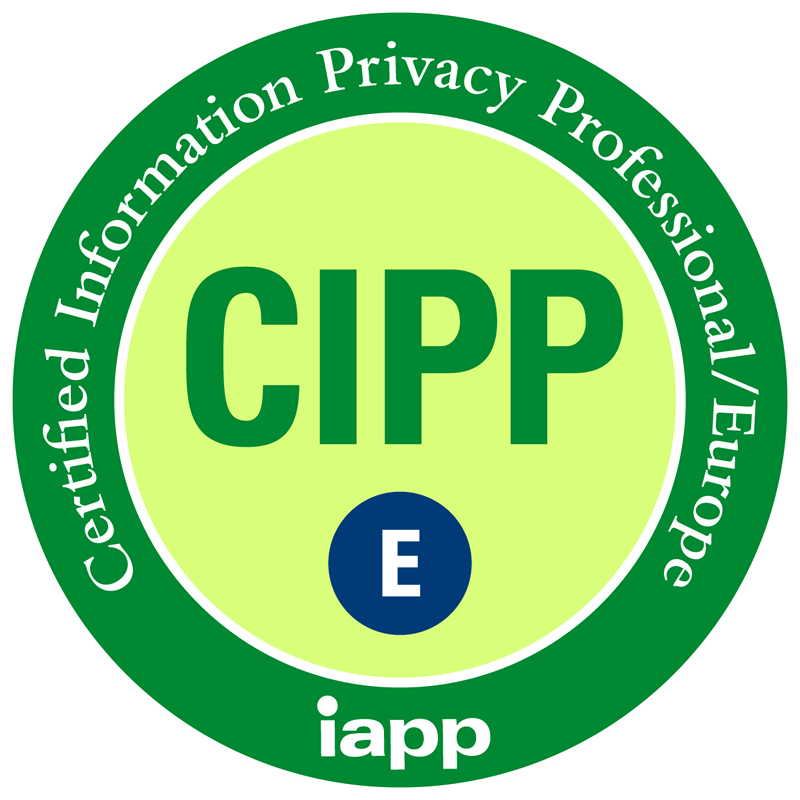 Certified Information Privacy Professional/Europe
CIPP
E
iapp